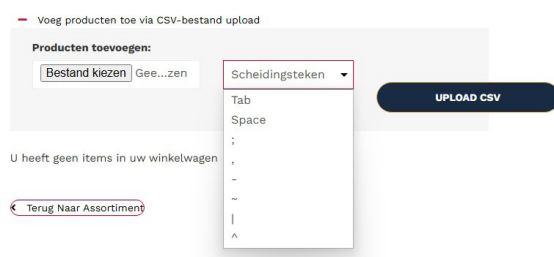 Voeg producten toe via CSV-bestand upload
Producten toevoegen:
Bestand kiezen Gee...zen
Scheidingsteken
UPLOAD CSV
Tab
Space
;
,
-
~
|
^
U heeft geen items in uw winkelwagen
Terug Naar Assortiment